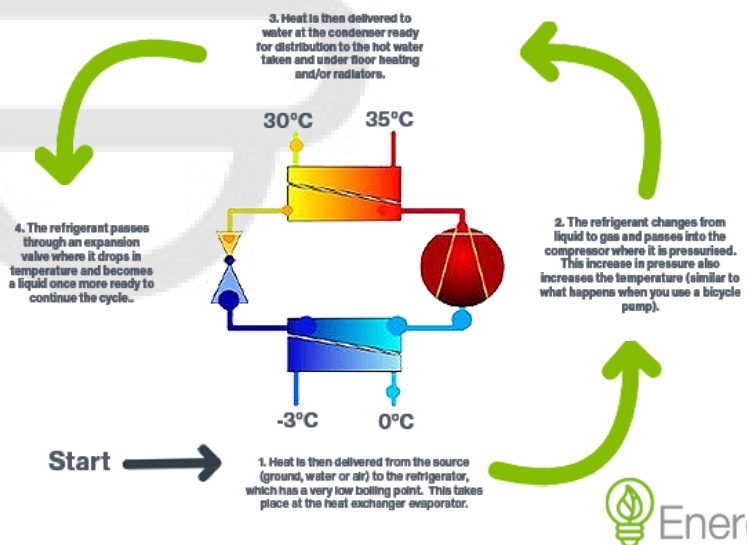 3. Heat is then delivered to
water at the condenser ready
for distribution to the hot water
taken and under floor heating
and/or radiators.
30°C
35°C
4. The refrigerant passes
through an expansion
valve where it drops in
temperature and becomes
a liquid once more ready to
continue the cycle..
2. The refrigerant changes from
liquid to gas and passes into the
compressor where it is pressurised.
This increase in pressure also
increases the temperature (similar to
what happens when you use a bicycle
pump).
-3°C
0°C
Start
1. Heat is then delivered from the source
(ground, water or air) to the refrigerator,
which has a very low boiling point. This takes
place at the heat exchanger evaporator.
Energ